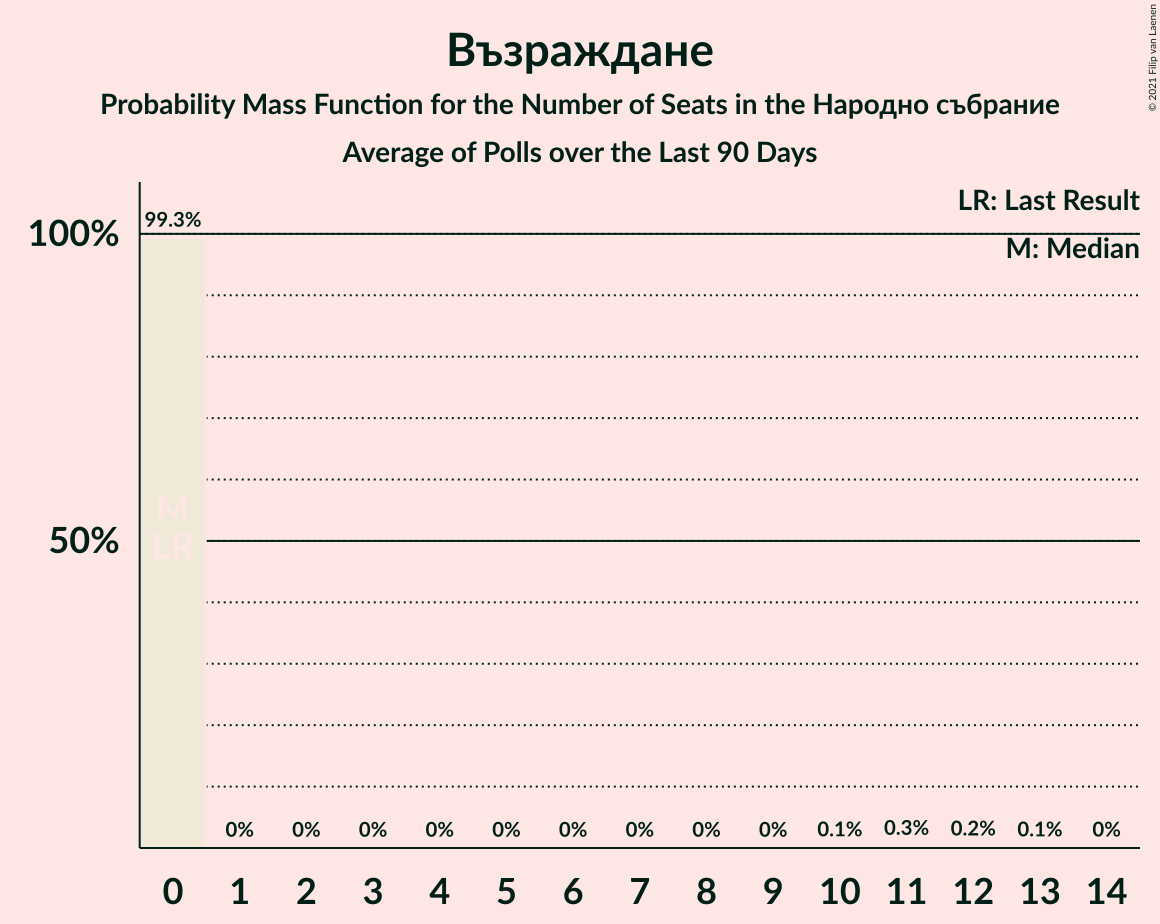 Възраждане
Probability Mass Function for the Number of Seats in the Народно събрание
Average of Polls over the Last 90 Days
© 2021 Filip van Laenen
LR: Last Result
M: Median
99.3%
100%
M
LR
50%
0% 0% 0% 0% 0% 0% 0% 0% 0% 0.1% 0.3% 0.2% 0.1% 0%
0 1 2 3 4 5 6 7 8 9 10 11 12 13 14